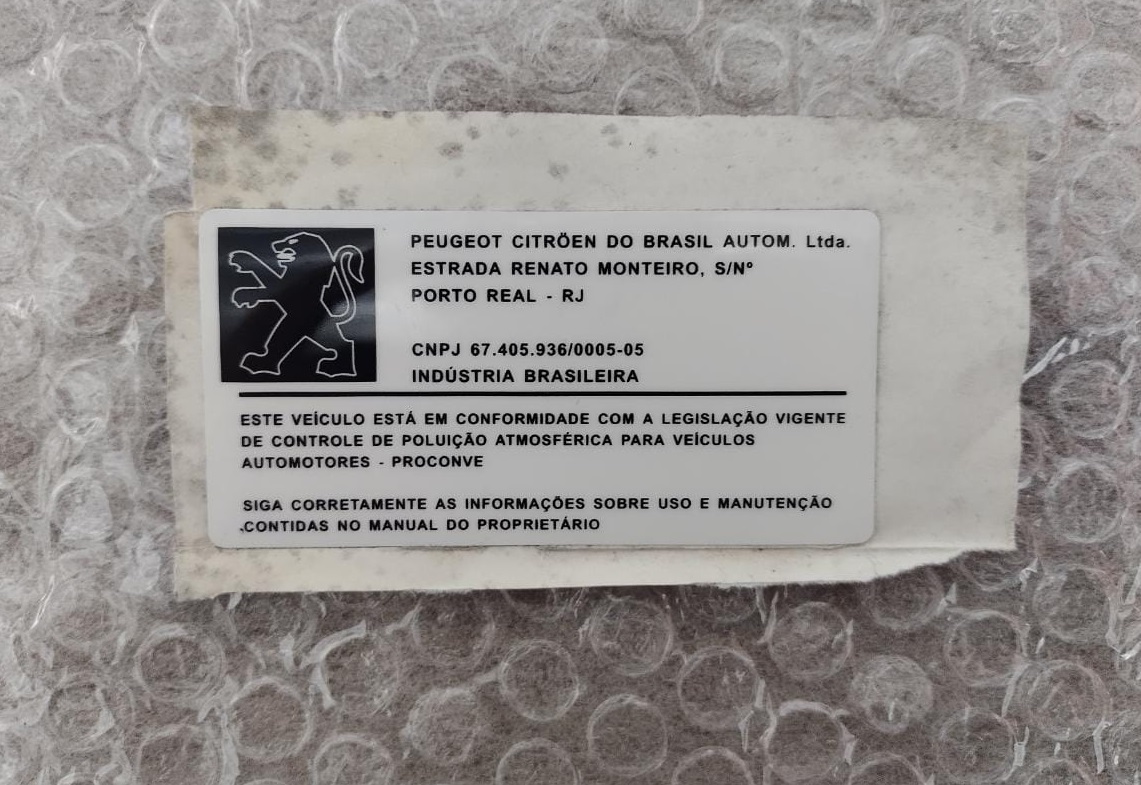 PEUGEOT CITRÖEN DO BRASIL AUTOM. Ltda.
ESTRADA RENATO MONTEIRO, S/Nº
PORTO REAL - RJ
CNPJ 67.405.936/0005-05
INDÚSTRIA BRASILEIRA
ESTE VEÍCULO ESTÁ EM CONFORMIDADE COM A LEGISLAÇÃO VIGENTE
DE CONTROLE DE POLUIÇÃO ATMOSFÉRICA PARA VEÍCULOS
AUTOMOTORES - PROCONVE
SIGA CORRETAMENTE AS INFORMAÇÕES SOBRE USO E MANUTENÇÃO
CONTIDAS NO MANUAL DO PROPRIETÁRIO